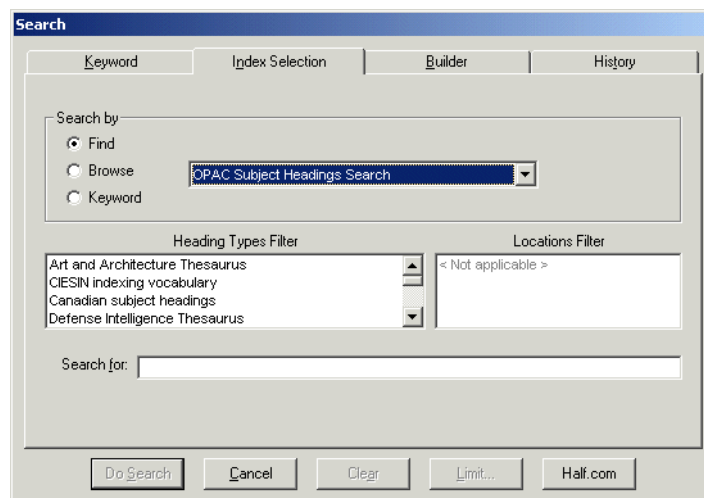 Search
Keyword Index Selection Builder History
Search by
Find
Browse OPAC Subject Headings Search
Keyword
Heading Types Filter Locations Filter
Art and Architecture Thesaurus < Not applicable >
CIESIN indexing vocabulary
Canadian subject headings
Defense Intelligence Thesaurus
Search for:
Do Search Cancel Clear Limit... Half.com